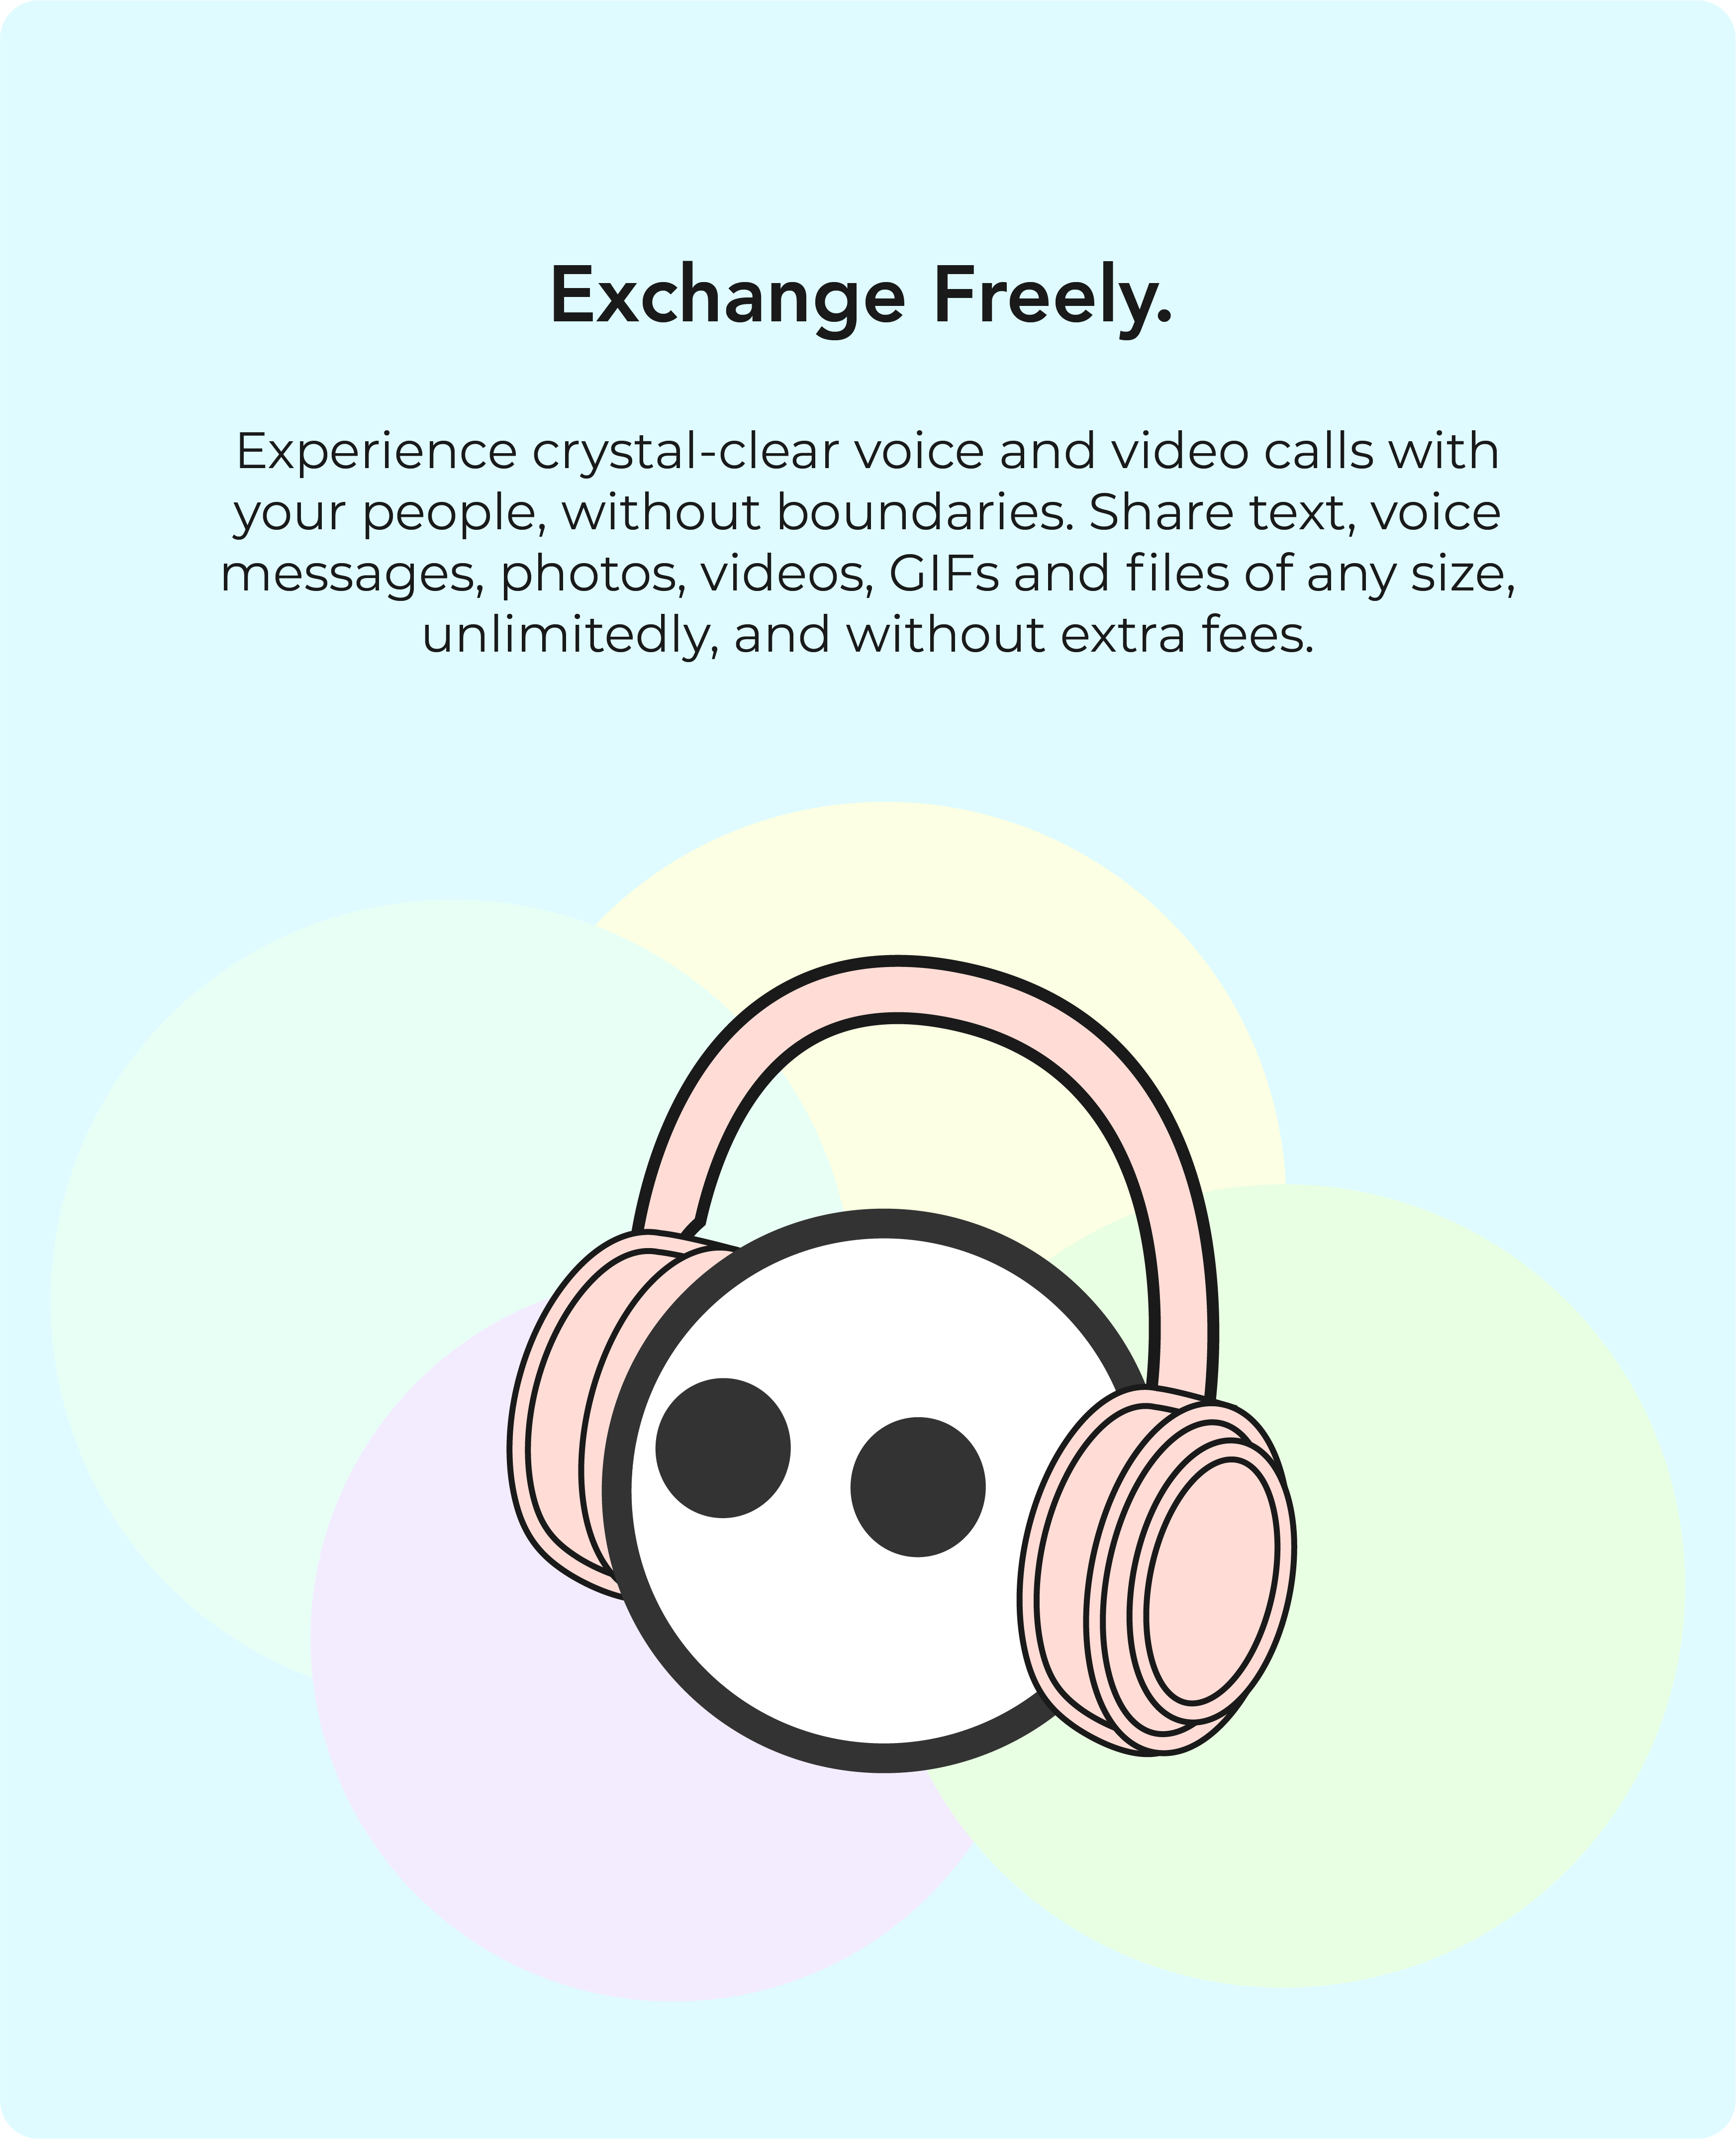 Exchange Freely.
Experience crystal-clear voice and video calls with
your people, without boundaries. Share text, voice
messages, photos, videos, GIFs and files of any size,
unlimitedly, and without extra fees.